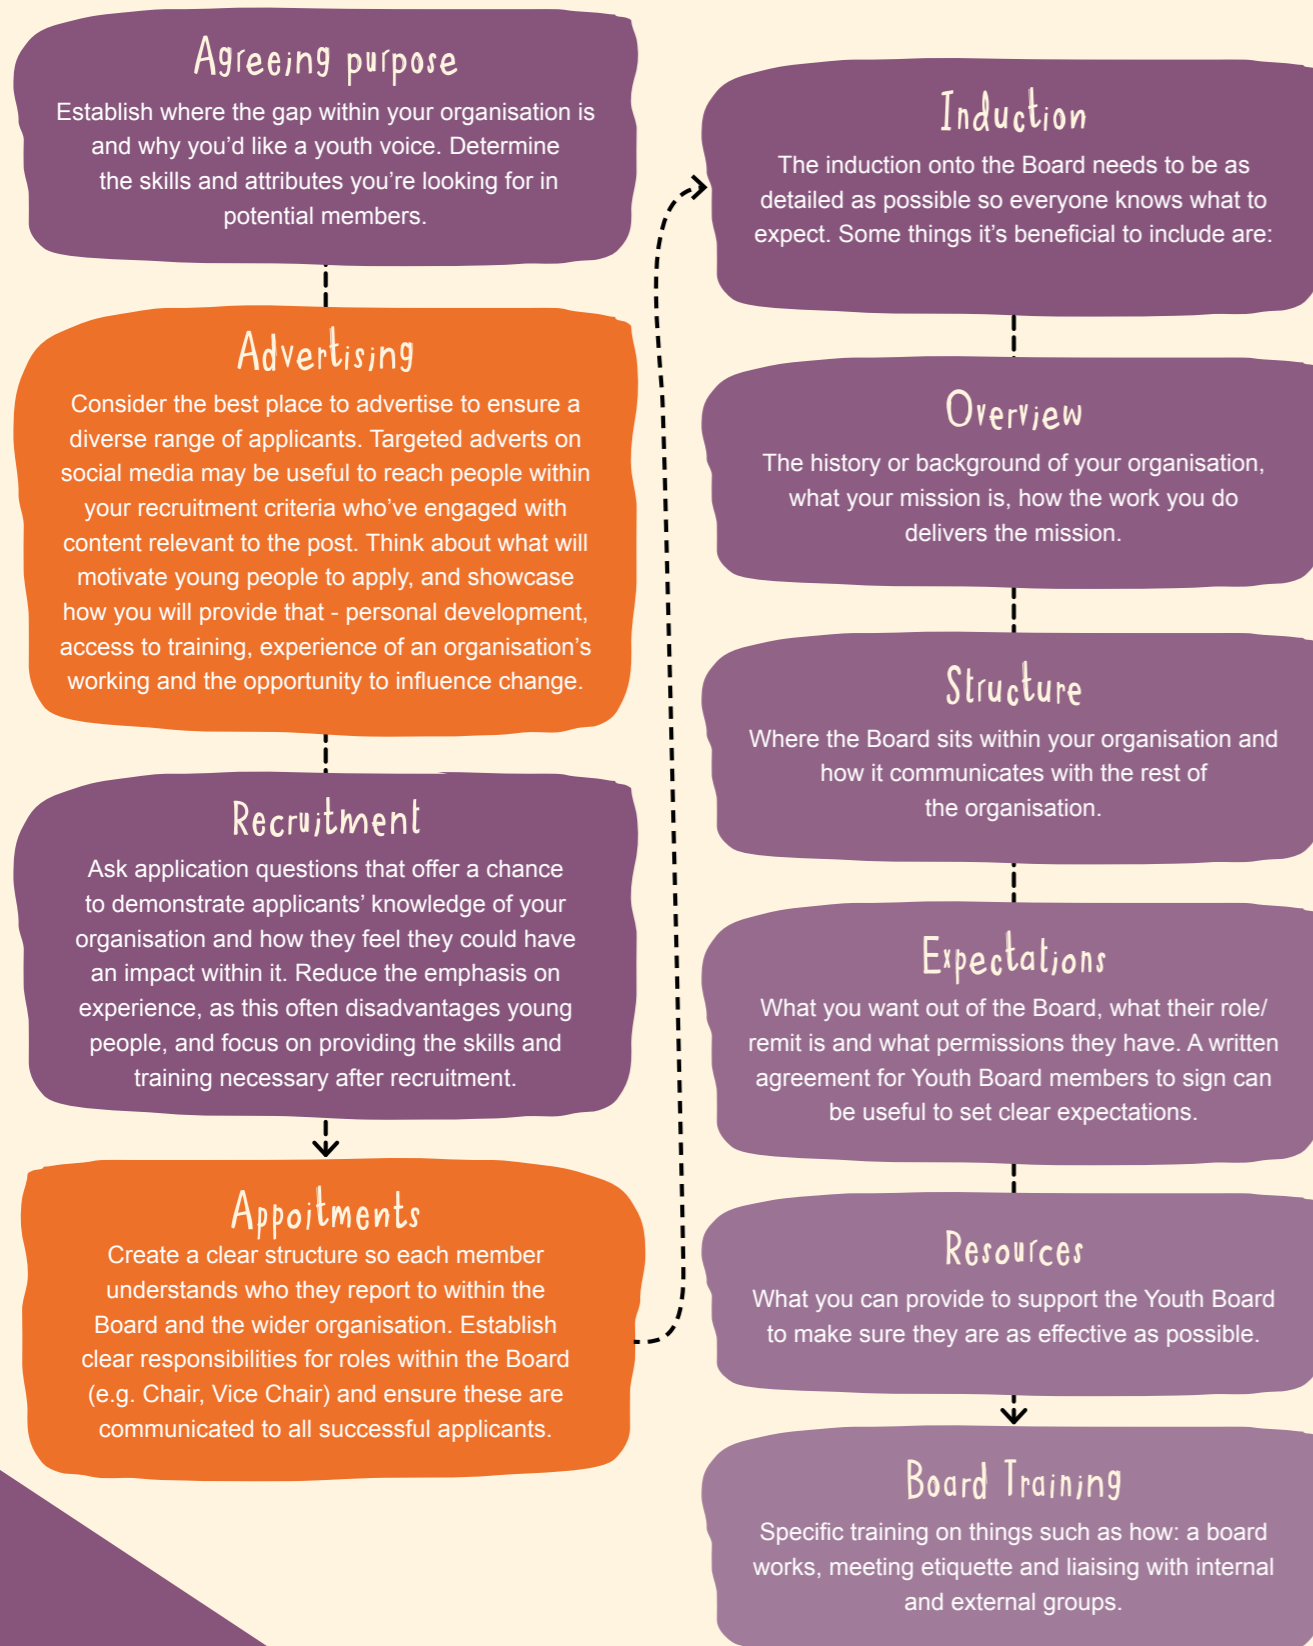 Agreeing purpose
Establish where the gap within your organisation is
and why you’d like a youth voice. Determine
the skills and attributes you’re looking for in
potential members.
Advertising
Consider the best place to advertise to ensure a
diverse range of applicants. Targeted adverts on
social media may be useful to reach people within
your recruitment criteria who’ve engaged with
content relevant to the post. Think about what will
motivate young people to apply, and showcase
how you will provide that - personal development,
access to training, experience of an organisation’s
working and the opportunity to influence change.
Recruitment
Ask application questions that offer a chance
to demonstrate applicants’ knowledge of your
organisation and how they feel they could have
an impact within it. Reduce the emphasis on
experience, as this often disadvantages young
people, and focus on providing the skills and
training necessary after recruitment.
Appoitments
Create a clear structure so each member
understands who they report to within the
Board and the wider organisation. Establish
clear responsibilities for roles within the Board
(e.g. Chair, Vice Chair) and ensure these are
communicated to all successful applicants.
Induction
The induction onto the Board needs to be as
detailed as possible so everyone knows what to
expect. Some things it’s beneficial to include are:
Overview
The history or background of your organisation,
what your mission is, how the work you do
delivers the mission.
Structure
Where the Board sits within your organisation and
how it communicates with the rest of
the organisation.
Expectations
What you want out of the Board, what their role/
remit is and what permissions they have. A written
agreement for Youth Board members to sign can
be useful to set clear expectations.
Resources
What you can provide to support the Youth Board
to make sure they are as effective as possible.
Board Training
Specific training on things such as how: a board
works, meeting etiquette and liaising with internal
and external groups.